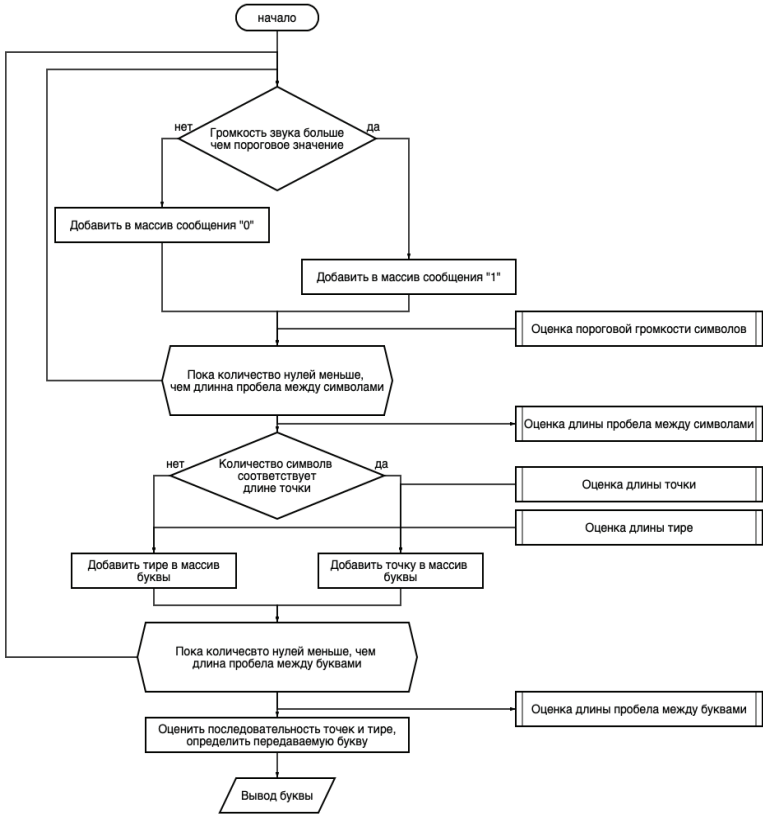 начало
нет
да
Громкость звука больше
чем пороговое значение
Добавить в массив сообщения "0"
Добавить в массив сообщения "1"
Оценка пороговой громкости символов
Пока количество нулей меньше,
чем длинна пробела между символами
Оценка длины пробела между символами
нет
да
Количество символв
соответствует
длине точки
Оценка длины точки
Оценка длины тире
Добавить тире в массив
буквы
Добавить точку в массив
буквы
Пока количесвто нулей меньше, чем
длина пробела между буквами
Оценка длины пробела между буквами
Оценить последовательность точек и тире,
определить передаваемую букву
Вывод буквы